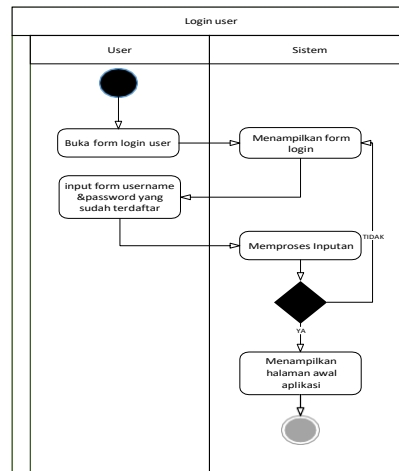 Login user
User
Sistem
Buka form login user
Menampilkan form
login
input form username
&password yang
sudah terdaftar
Memproses Inputan
TIDAK
YA
Menampilkan
halaman awal
aplikasi